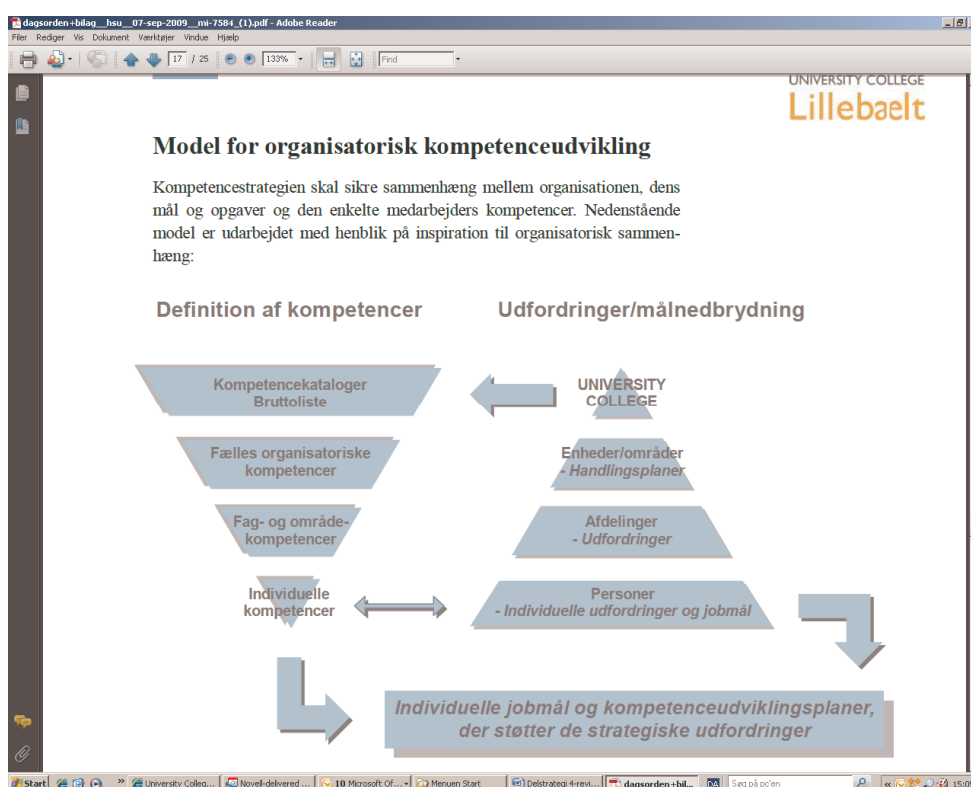 dagsorden+bilag__hsu__07-sep-2009__mi-7584_(1).pdf - Adobe Reader
Filer Rediger Vis Dokument Værktøjer Vindue Hjælp
17 / 25 133% Find
UNIVERSITY COLLEGE
Lillebaelt
Model for organisatorisk kompetenceudvikling
Kompetencestrategien skal sikre sammenhæng mellem organisationen, dens
mål og opgaver og den enkelte medarbejders kompetencer. Nedenstående
model er udarbejdet med henblik på inspiration til organisatorisk sammen-
hæng:
Definition af kompetencer
Udfordringer/målnedbrydning
Kompetencekataloger
Bruttoliste
UNIVERSITY
COLLEGE
Fælles organisatoriske
kompetencer
Enheder/områder
- Handlingsplaner
Fag- og område-
kompetencer
Afdelinger
- Udfordringer
Individuelle
kompetencer
Personer
- Individuelle udfordringer og jobmål
Individuelle jobmål og kompetenceudviklingsplaner,
der støtter de strategiske udfordringer
Start » University Colleg... Novell-delivered ... 10 Microsoft Of... Menuen Start Delstrategi 4-revi... dagsorden+bil... DA Søg på pc'en « 15:05